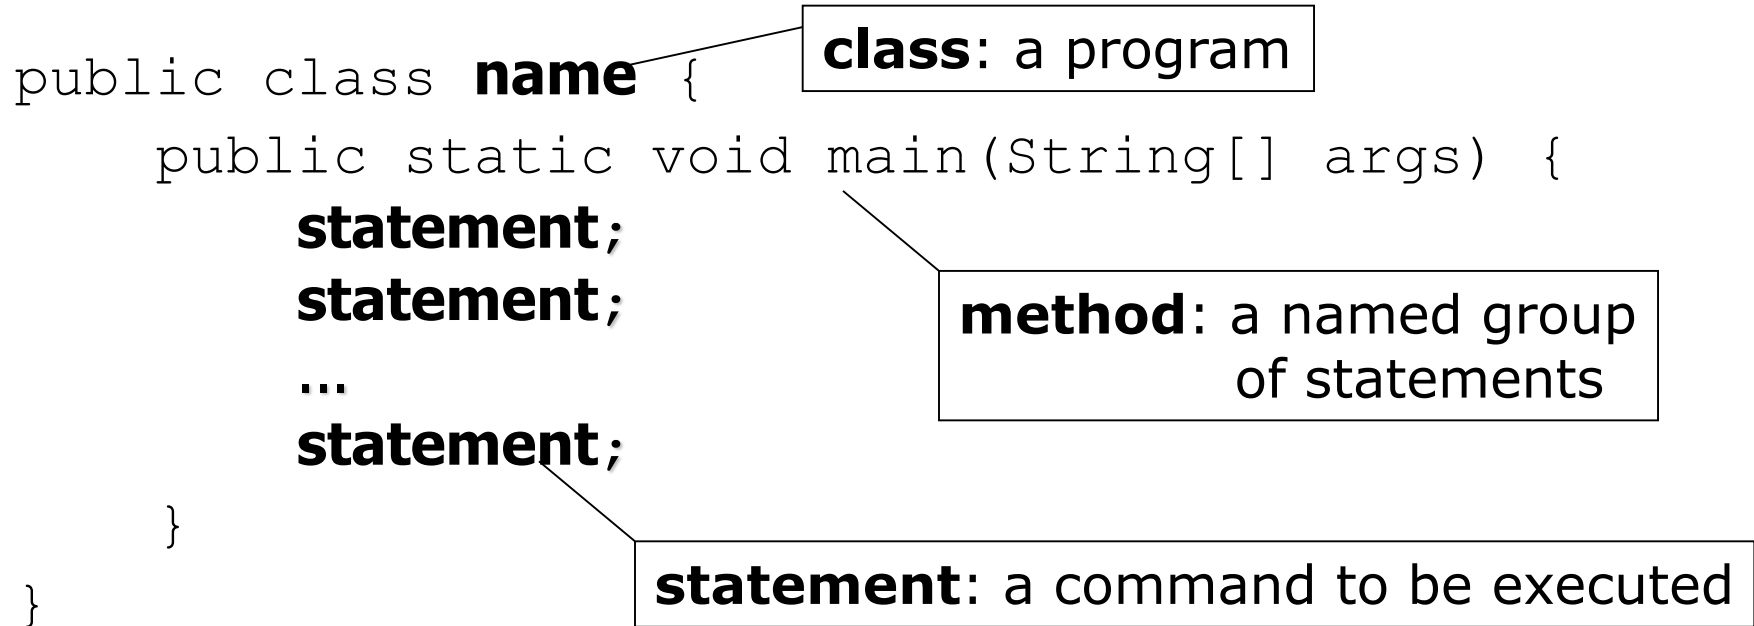 public class name {
class: a program
public static void main(String[] args) {
statement;
statement;
...
statement;
method: a named group
of statements
}
statement: a command to be executed
}